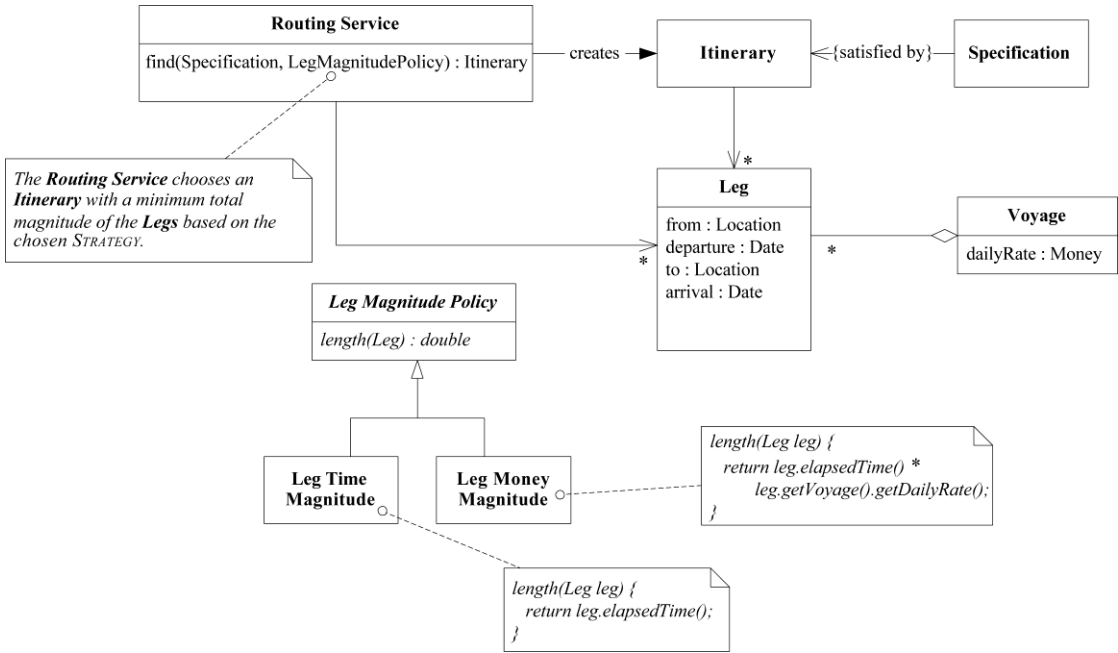 Routing Service
find(Specification, LegMagnitudePolicy) : Itinerary
creates
Itinerary
{satisfied by}
Specification
The Routing Service chooses an
Itinerary with a minimum total
magnitude of the Legs based on the
chosen STRATEGY.
*
*
Leg
from : Location
departure : Date
to : Location
arrival : Date
*
Voyage
dailyRate : Money
Leg Magnitude Policy
length(Leg) : double
Leg Time
Magnitude
Leg Money
Magnitude
length(Leg leg) {
return leg.elapsedTime() *
leg.getVoyage().getDailyRate();
}
length(Leg leg) {
return leg.elapsedTime();
}